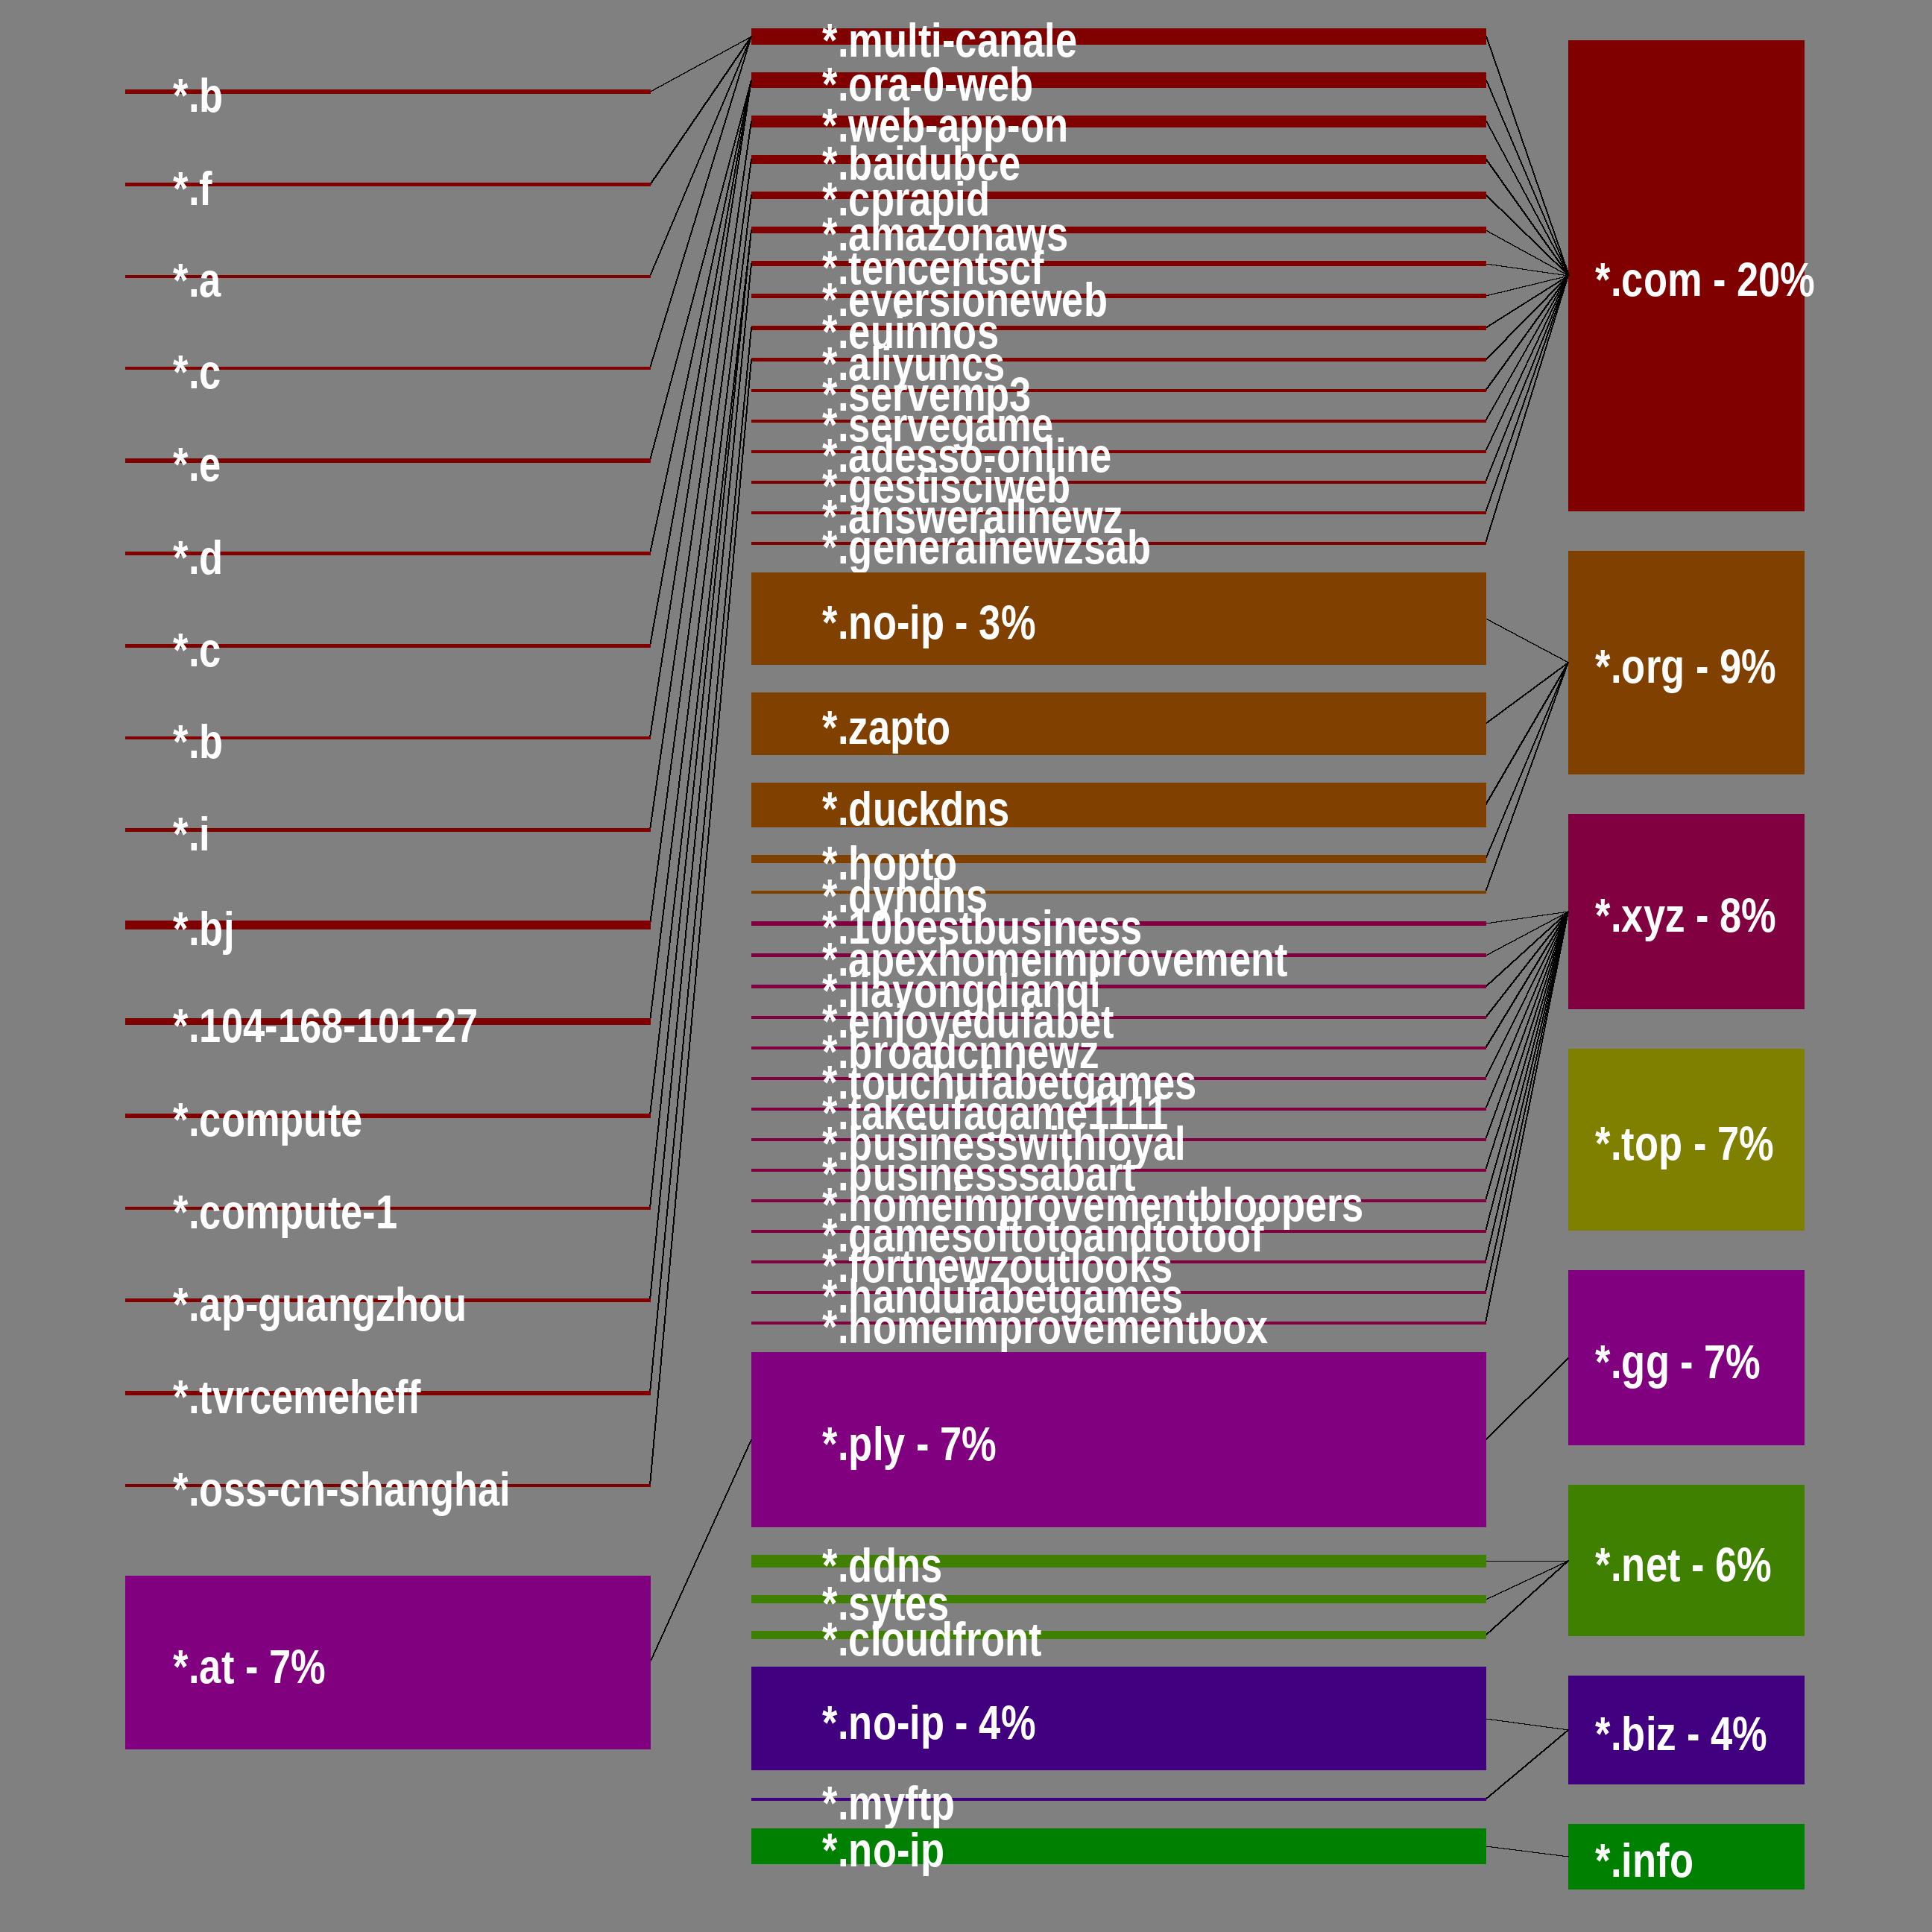 *.b
*.f
*.a
*.c
*.e
*.d
*.c
*.b
*.i
*.bj
*.104-168-101-27
*.compute
*.compute-1
*.ap-guangzhou
*.tvrcemeheff
*.oss-cn-shanghai
*.at - 7%
*.multi-canale
*.ora-0-web
*.web-app-on
*.baidubce
*.cprapid
*.amazonaws
*.tencentscf
*.eversioneweb
*.euinnos
*.aliyuncs
*.servemp3
*.servegame
*.adesso-online
*.gestisciweb
*.answerallnewz
*.generalnewzsab
*.no-ip - 3%
*.zapto
*.duckdns
*.hopto
*.dyndns
*.10bestbusiness
*.apexhomeimprovement
*.jiayongdianqi
*.enjoyedufabet
*.broadcnnewz
*.touchufabetgames
*.takeufagame1111
*.businesswithloyal
*.businesssabart
*.homeimprovementbloopers
*.gamesoftotoandtotoof
*.fortnewzoutlooks
*.handufabetgames
*.homeimprovementbox
*.ply - 7%
*.ddns
*.sytes
*.cloudfront
*.no-ip - 4%
*.myftp
*.no-ip
*.com - 20%
*.org - 9%
*.xyz - 8%
*.top - 7%
*.gg - 7%
*.net - 6%
*.biz - 4%
*.info